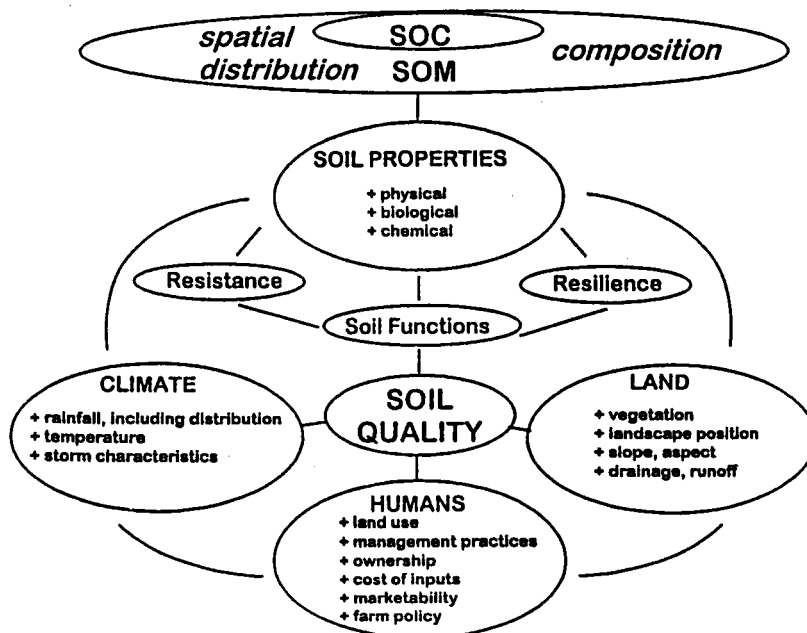 spatial SOC composition
distribution SOM
SOIL PROPERTIES
+ physical
+ biological
+ chemical
Resistance
Resilience
Soil Functions
CLIMATE
+ rainfall, including distribution
+ temperature
+ storm characteristics
SOIL
QUALITY
LAND
+ vegetation
+ landscape position
+ slope, aspect
+ drainage, runoff
HUMANS
+ land use
+ management practices
+ ownership
+ cost of inputs
+ marketability
+ farm policy